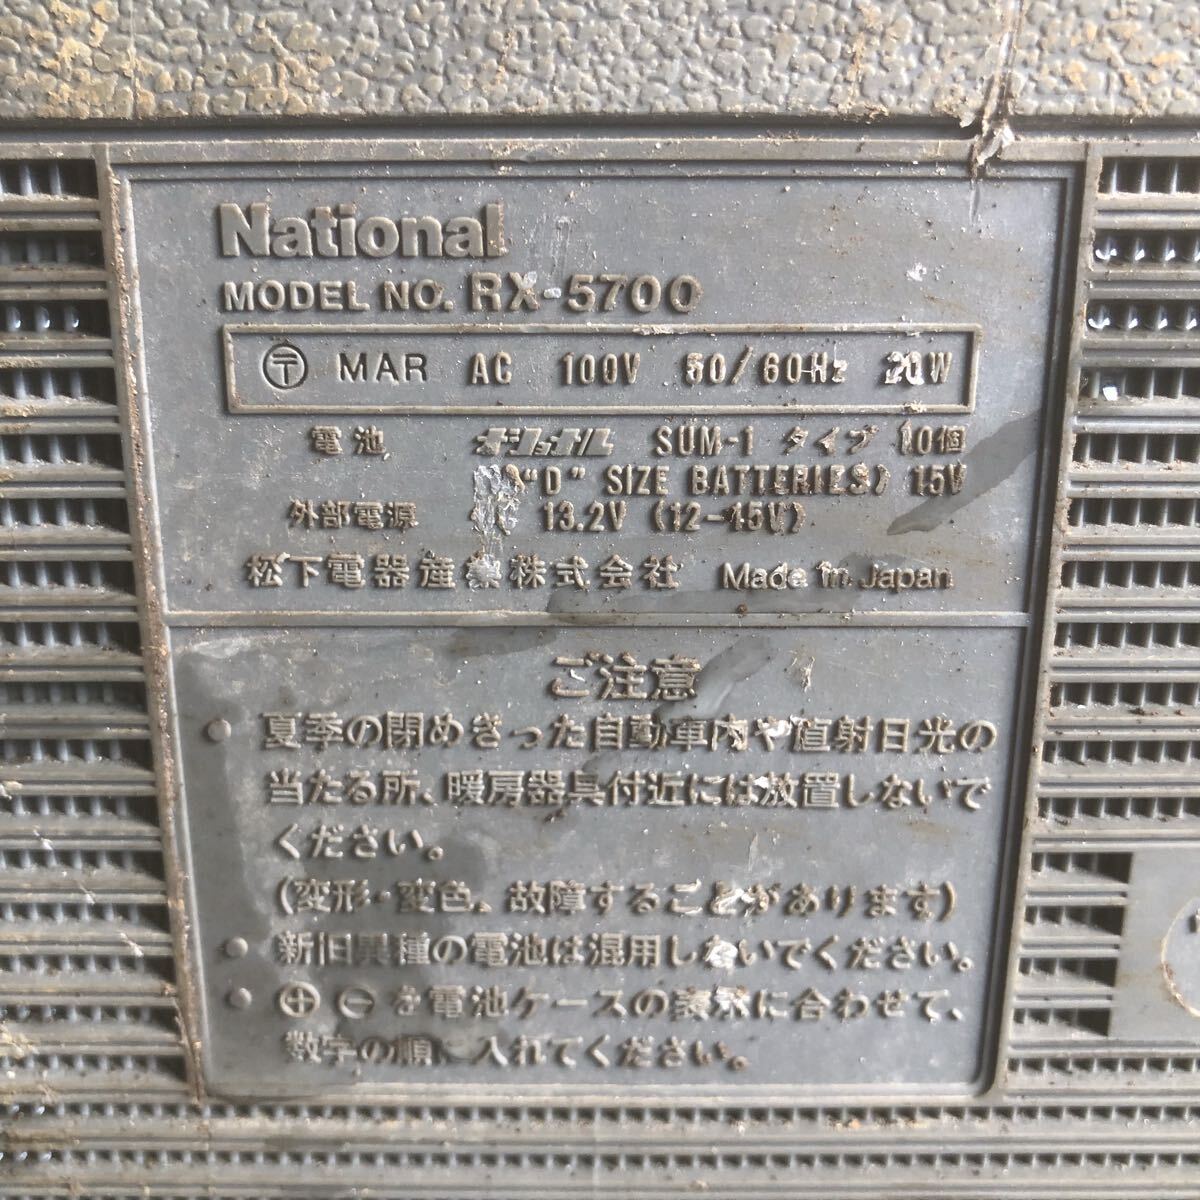 National
MODEL NO. RX-5700
〒 MAR AC 100V 50/60Hz 20W
電池 ナショナル SUM-1 タイプ 10個
"D" SIZE BATTERIES) 15V
外部電源 13.2V (12-15V)
松下電器産業株式会社 Made in Japan
ご注意
● 夏季の閉めきった自動車内や直射日光の
当たる所、暖房器具付近には放置しないで
ください。
(変形・変色、故障することがあります)
● 新旧異種の電池は混用しないでください。
● ⊕ ⊖ を電池ケースの表示に合わせて、
数字の順に入れてください。